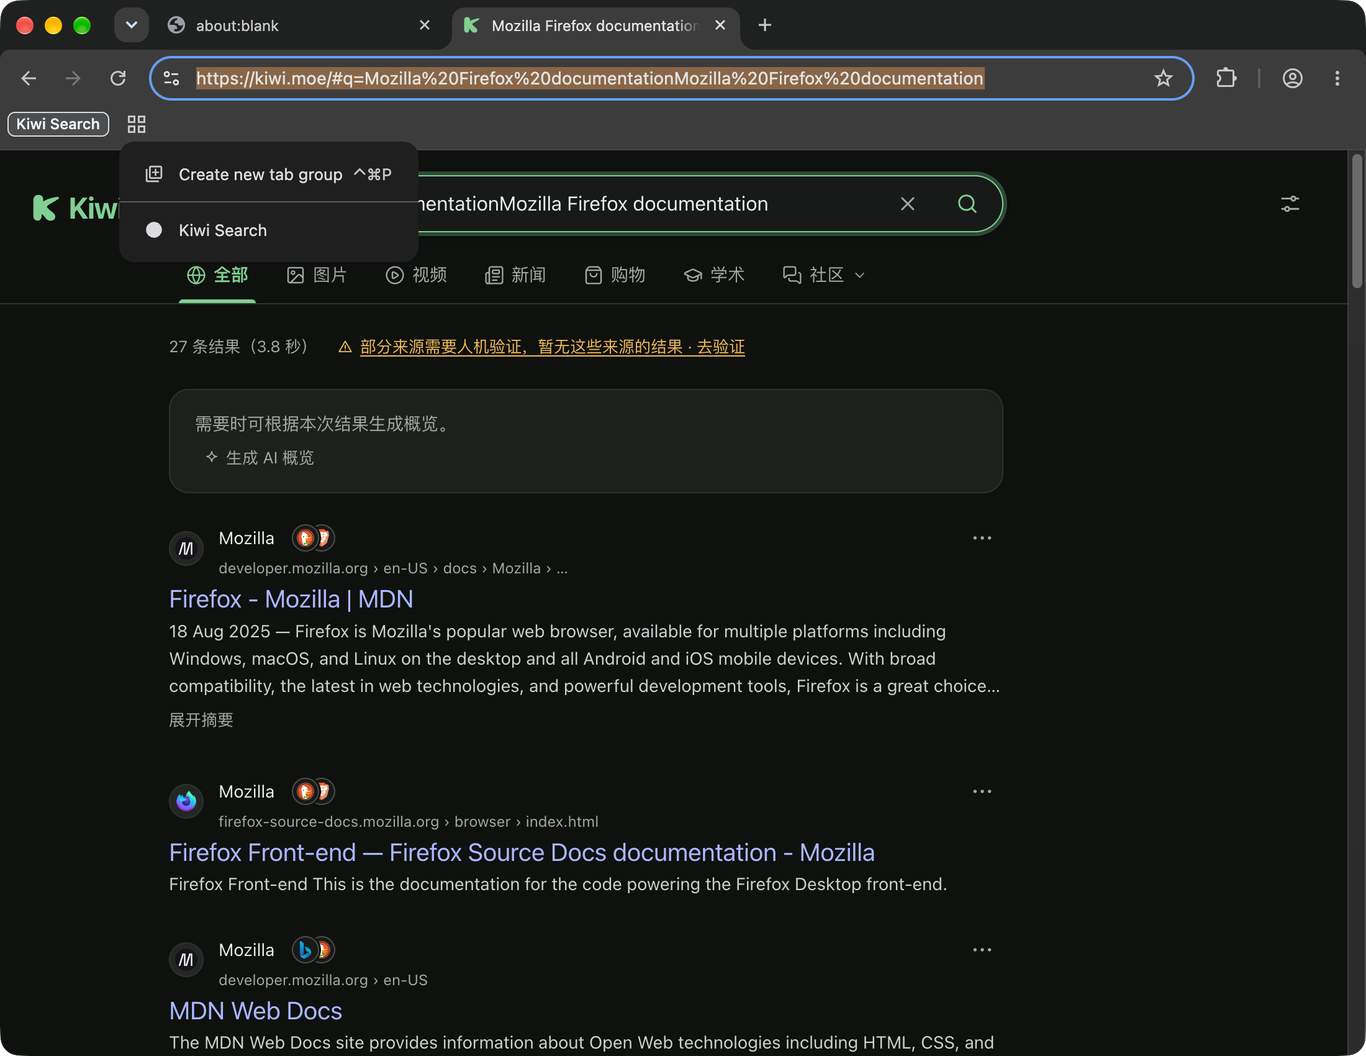 about:blank
Mozilla Firefox documentation
https://kiwi.moe/#q=Mozilla%20Firefox%20documentationMozilla%20Firefox%20documentation
Kiwi Search
Create new tab group ^⌘P
Kiwi Search
Kiwi
nentationMozilla Firefox documentation
全部
图片
视频
新闻
购物
学术
社区
27 条结果（3.8 秒）
部分来源需要人机验证，暂无这些来源的结果 · 去验证
需要时可根据本次结果生成概览。
生成 AI 概览
Mozilla
developer.mozilla.org › en-US › docs › Mozilla › ...
Firefox - Mozilla | MDN
18 Aug 2025 — Firefox is Mozilla's popular web browser, available for multiple platforms including
Windows, macOS, and Linux on the desktop and all Android and iOS mobile devices. With broad
compatibility, the latest in web technologies, and powerful development tools, Firefox is a great choice...
展开摘要
Mozilla
firefox-source-docs.mozilla.org › browser › index.html
Firefox Front-end — Firefox Source Docs documentation - Mozilla
Firefox Front-end This is the documentation for the code powering the Firefox Desktop front-end.
Mozilla
developer.mozilla.org › en-US
MDN Web Docs
The MDN Web Docs site provides information about Open Web technologies including HTML, CSS, and